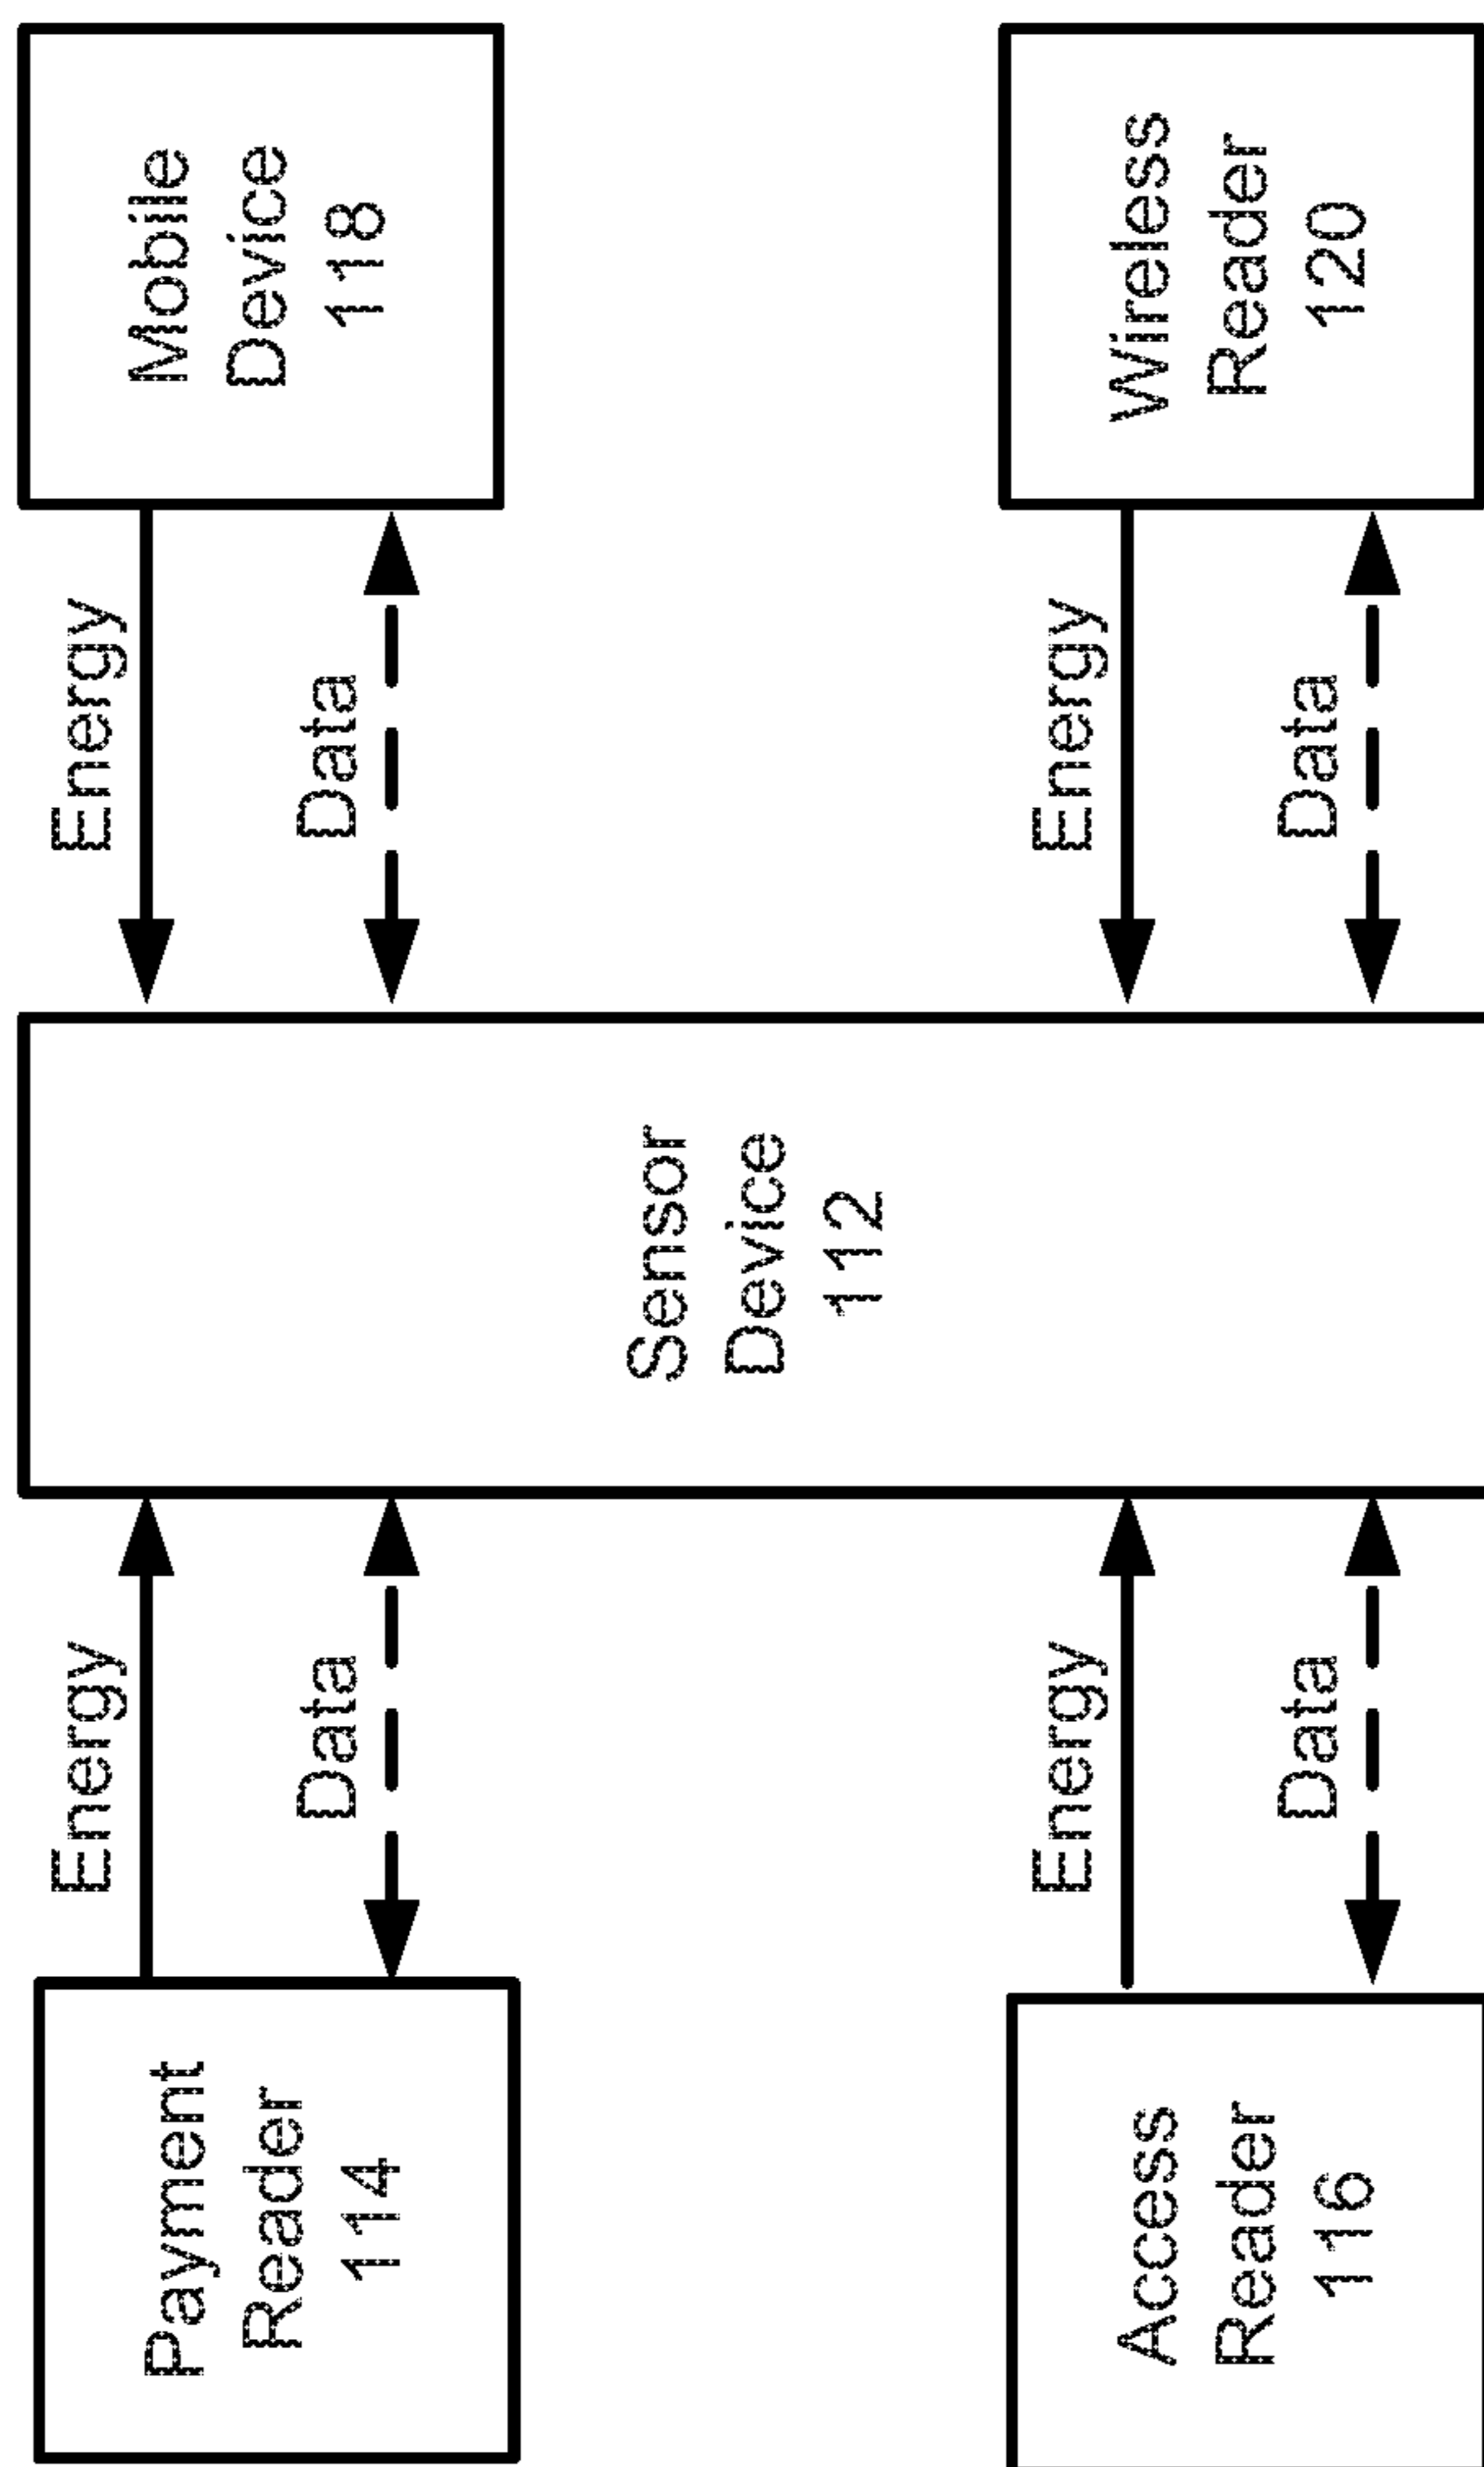 Payment
Reader
114
Energy
Data
Sensor
Device
112
Energy
Data
Mobile
Device
118
Access
Reader
116
Energy
Data
Energy
Data
Wireless
Reader
120